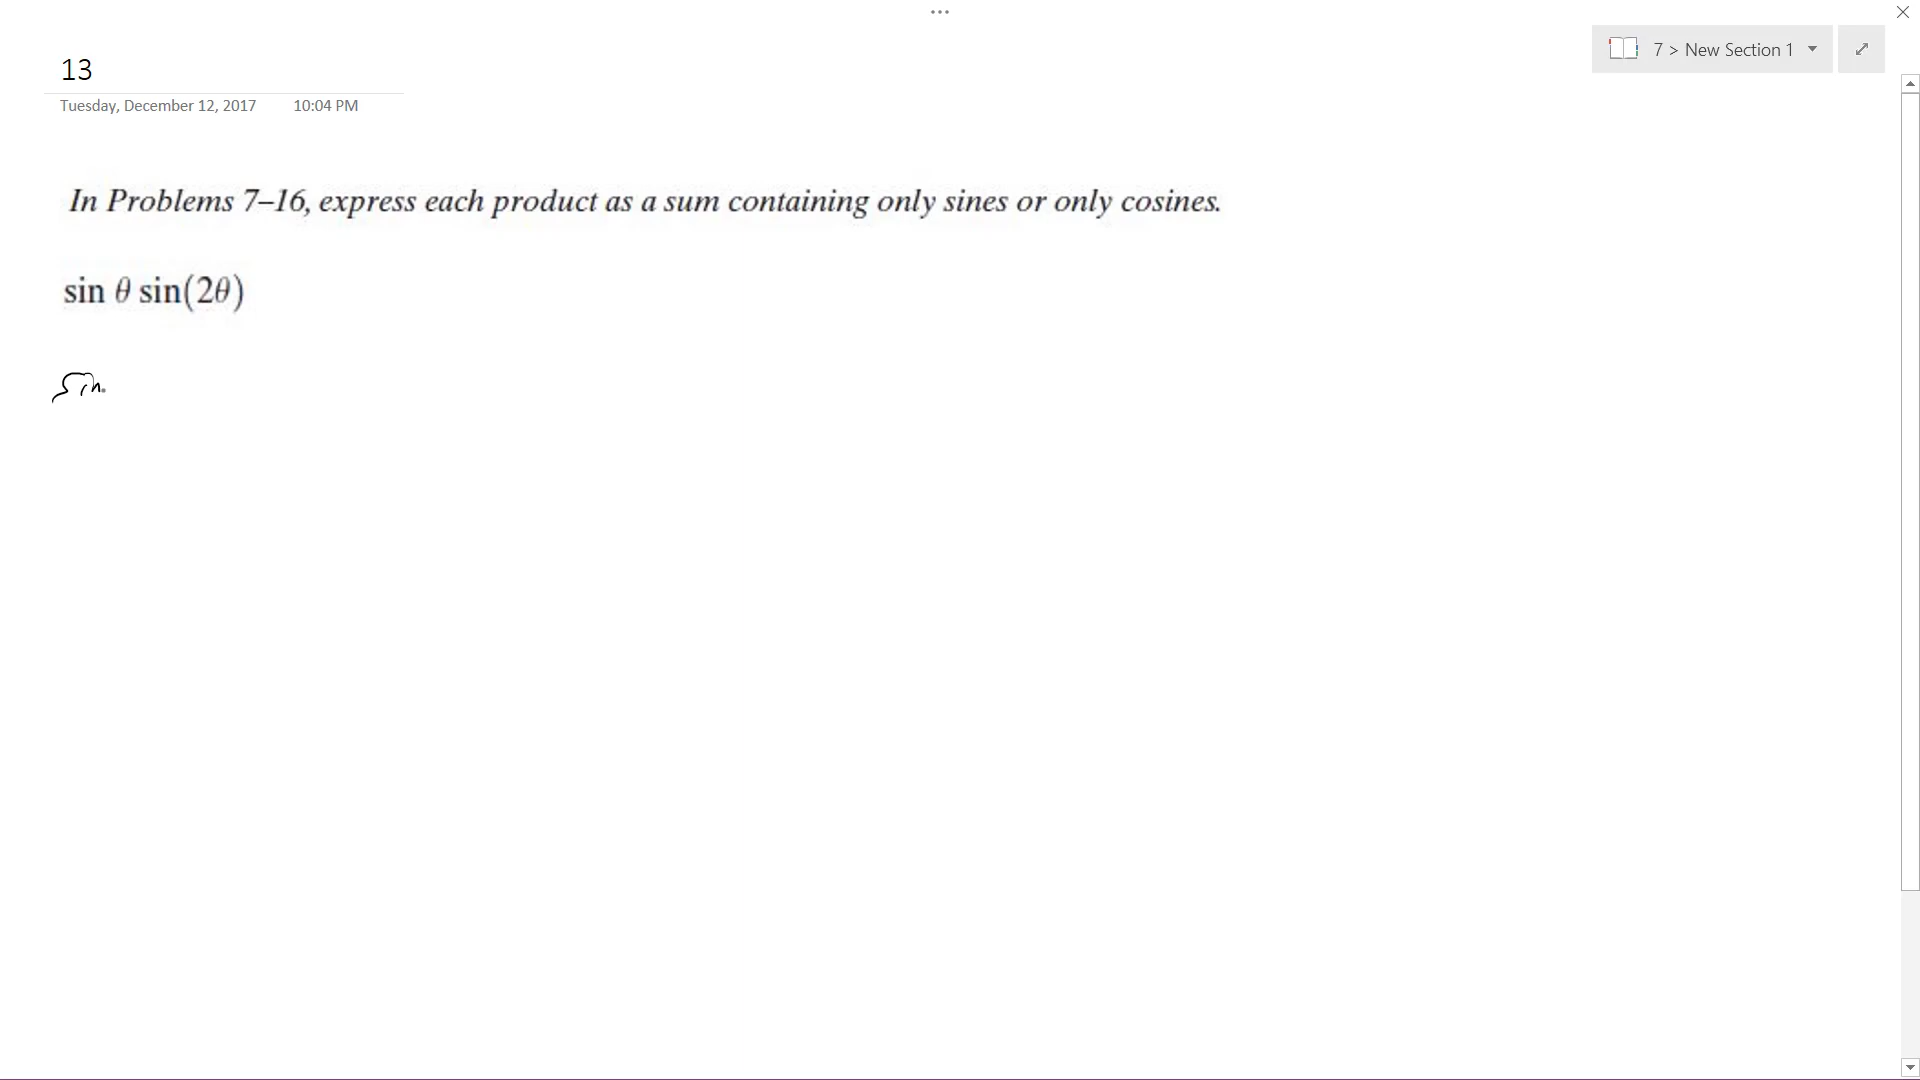 7 > New Section 1
13
Tuesday, December 12, 2017 10:04 PM
In Problems 7–16, express each product as a sum containing only sines or only cosines.
sin θ sin(2θ)
Sin